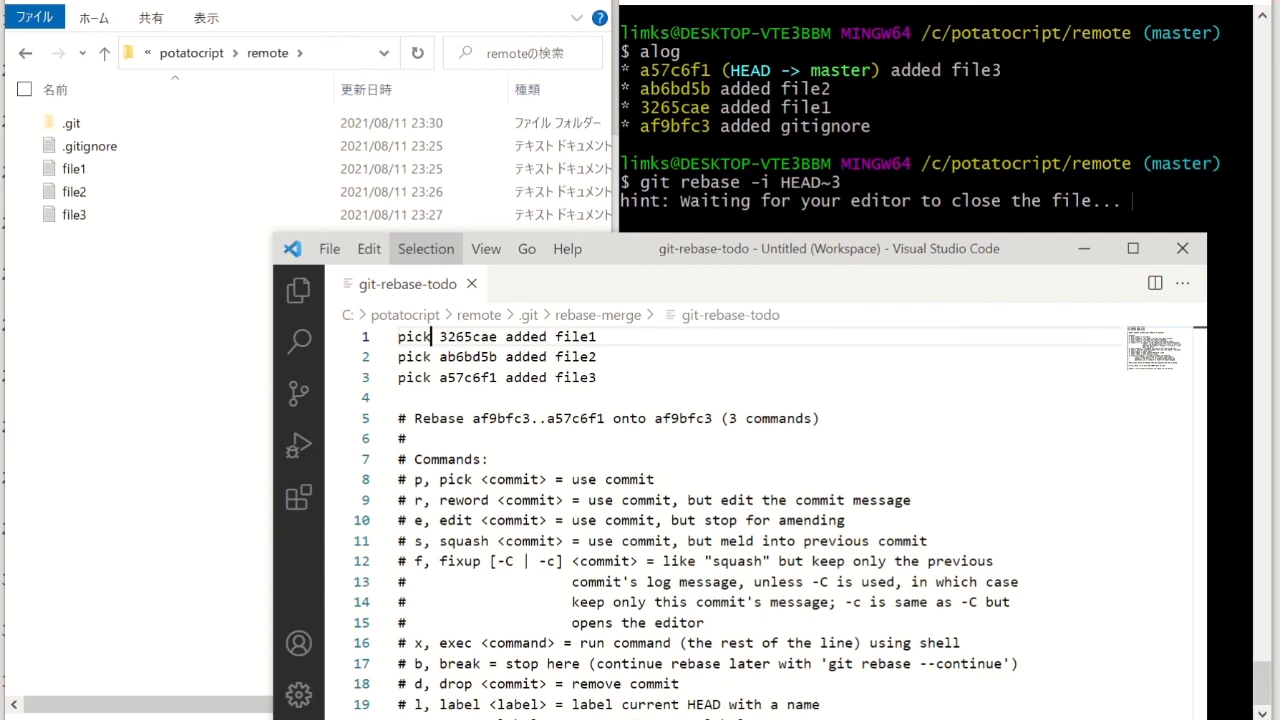 ファイル ホーム 共有 表示
« potatocript remote remoteの検索
名前 更新日時 種類
.git 2021/08/11 23:30 ファイル フォルダー
.gitignore 2021/08/11 23:25 テキスト ドキュメント
file1 2021/08/11 23:25 テキスト ドキュメント
file2 2021/08/11 23:26 テキスト ドキュメント
file3 2021/08/11 23:27 テキスト ドキュメント
limks@DESKTOP-VTE3BBM MINGW64 /c/potatocript/remote (master)
$ alog
* a57c6f1 (HEAD -> master) added file3
* ab6bd5b added file2
* 3265cae added file1
* af9bfc3 added gitignore
limks@DESKTOP-VTE3BBM MINGW64 /c/potatocript/remote (master)
$ git rebase -i HEAD~3
hint: Waiting for your editor to close the file...
File Edit Selection View Go Help git-rebase-todo - Untitled (Workspace) - Visual Studio Code
git-rebase-todo
C: > potatocript > remote > .git > rebase-merge > git-rebase-todo
1 pick 3265cae added file1
2 pick ab6bd5b added file2
3 pick a57c6f1 added file3
4
5 # Rebase af9bfc3..a57c6f1 onto af9bfc3 (3 commands)
6 #
7 # Commands:
8 # p, pick <commit> = use commit
9 # r, reword <commit> = use commit, but edit the commit message
10 # e, edit <commit> = use commit, but stop for amending
11 # s, squash <commit> = use commit, but meld into previous commit
12 # f, fixup [-C | -c] <commit> = like "squash" but keep only the previous
13 # commit's log message, unless -C is used, in which case
14 # keep only this commit's message; -c is same as -C but
15 # opens the editor
16 # x, exec <command> = run command (the rest of the line) using shell
17 # b, break = stop here (continue rebase later with 'git rebase --continue')
18 # d, drop <commit> = remove commit
19 # l, label <label> = label current HEAD with a name